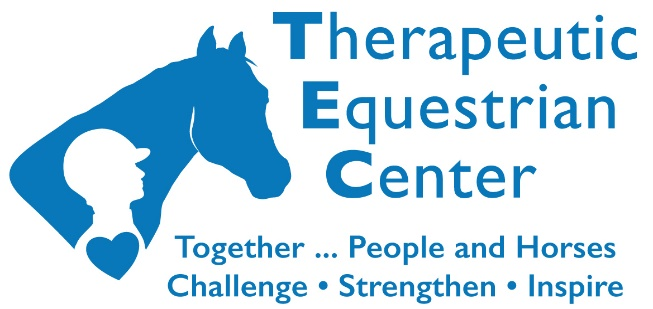 Therapeutic
Equestrian
Center
Together ... People and Horses
Challenge • Strengthen • Inspire